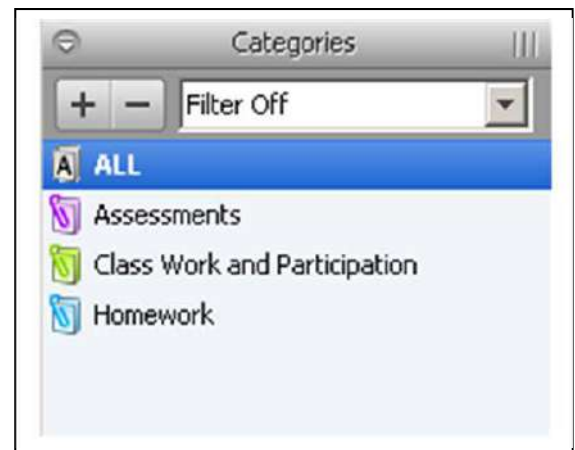 Categories
+ − Filter Off
A ALL
Assessments
Class Work and Participation
Homework